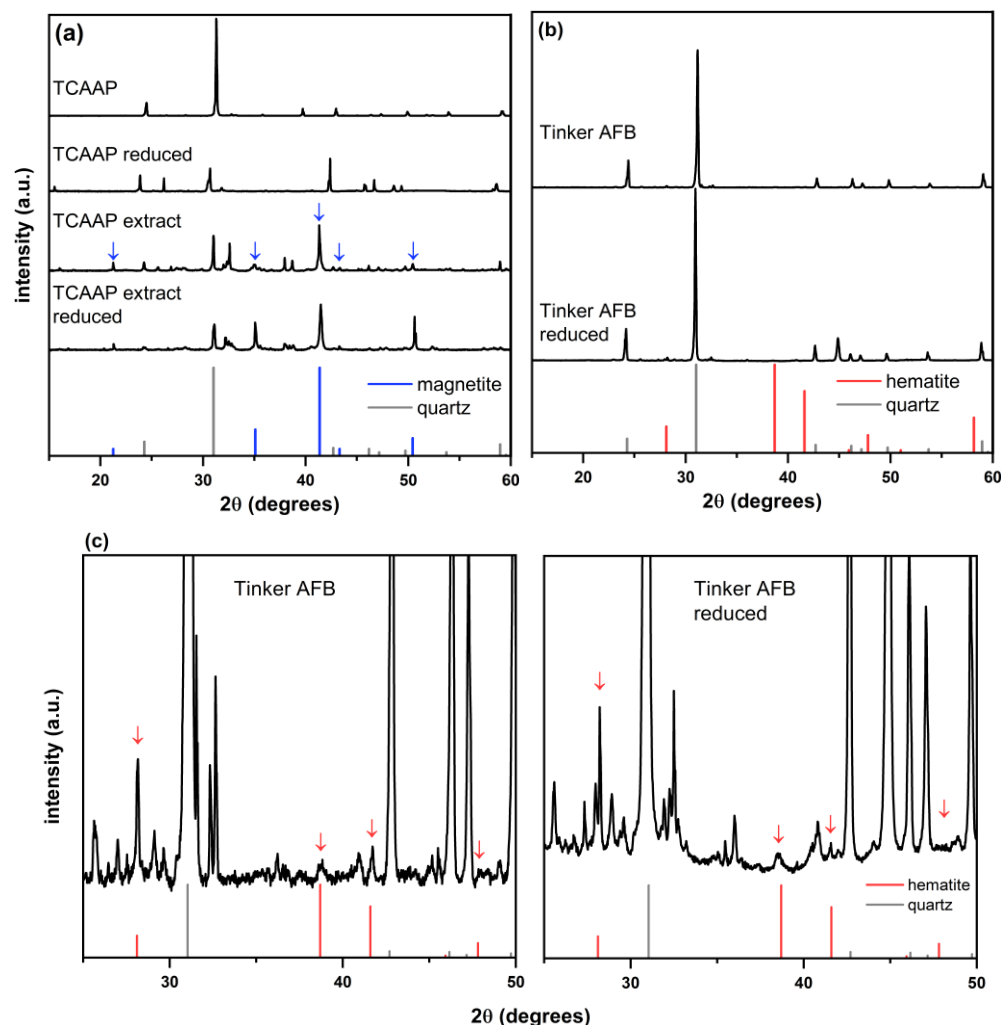 (a)
TCAAP
TCAAP reduced
TCAAP extract
TCAAP extract
reduced
magnetite
quartz
intensity (a.u.)
20 30 40 50 60
2θ (degrees)
(b)
Tinker AFB
Tinker AFB
reduced
hematite
quartz
20 30 40 50 60
2θ (degrees)
(c)
Tinker AFB
intensity (a.u.)
hematite
quartz
30 40 50
Tinker AFB
reduced
hematite
quartz
30 40 50
2θ (degrees)